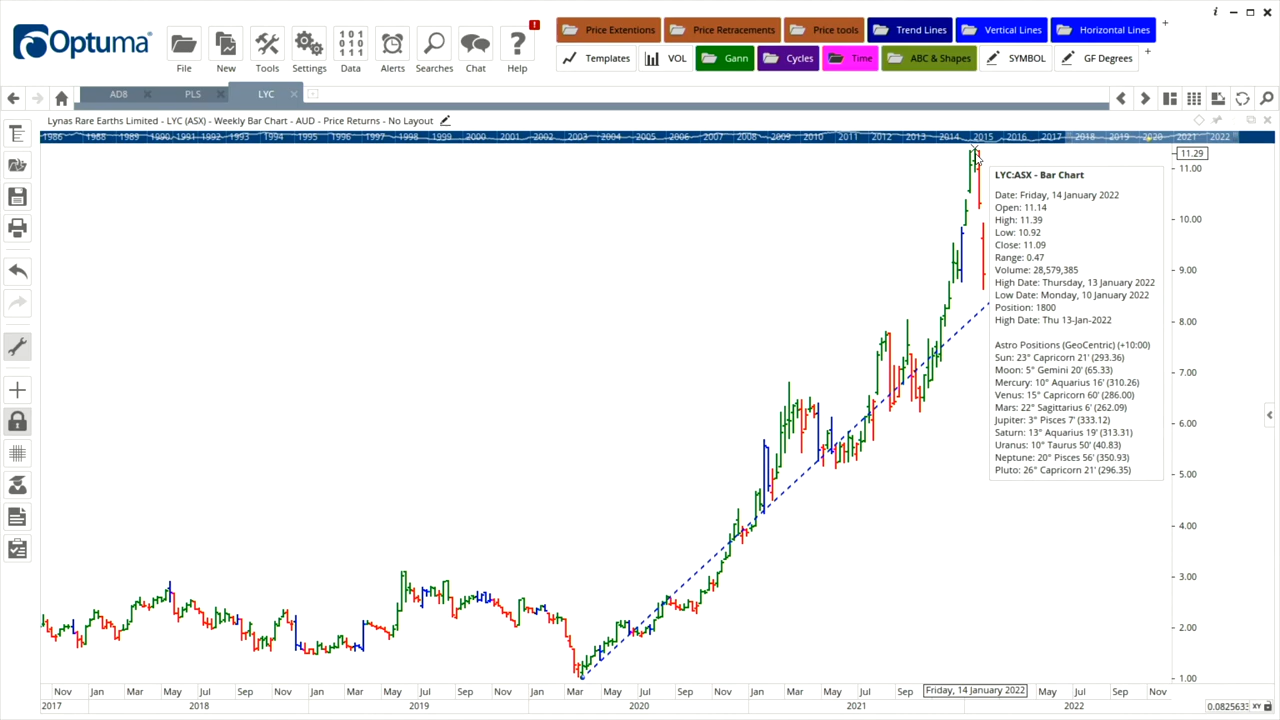 Optuma
File
New
Tools
Settings
101
010
101
Data
Alerts
Searches
Chat
?
Help
!
Price Extentions
Price Retracements
Price tools
Trend Lines
Vertical Lines
Horizontal Lines
+
Templates
VOL
Gann
Cycles
Time
ABC & Shapes
SYMBOL
GF Degrees
+
ADB
PLS
LYC
Lynas Rare Earths Limited - LYC (ASX) - Weekly Bar Chart - AUD - Price Returns - No Layout
1986 1988 1989 1990 1991 1992 1993 1994 1995 1996 1997 1998 1999 2000 2001 2002 2003 2004 2005 2006 2007 2008 2009 2010 2011 2012 2013 2014 2015 2016 2017 2018 2019 2020 2021 2022
11.29
11.00
10.00
9.00
8.00
7.00
6.00
5.00
4.00
3.00
2.00
1.00
LYC:ASX - Bar Chart
Date: Friday, 14 January 2022
Open: 11.14
High: 11.39
Low: 10.92
Close: 11.09
Range: 0.47
Volume: 28,579,385
High Date: Thursday, 13 January 2022
Low Date: Monday, 10 January 2022
Position: 1800
High Date: Thu 13-Jan-2022
Astro Positions (GeoCentric) (+10:00)
Sun: 23° Capricorn 21' (293.36)
Moon: 5° Gemini 20' (65.33)
Mercury: 10° Aquarius 16' (310.26)
Venus: 15° Capricorn 60' (286.00)
Mars: 22° Sagittarius 6' (262.09)
Jupiter: 3° Pisces 7' (333.12)
Saturn: 13° Aquarius 19' (313.31)
Uranus: 10° Taurus 50' (40.83)
Neptune: 20° Pisces 56' (350.93)
Pluto: 26° Capricorn 21' (296.35)
Nov Jan Mar May Jul Sep Nov Jan Mar May Jul Sep Nov Jan Mar May Jul Sep Nov Jan Mar May Jul Sep Friday, 14 January 2022 May Jul Sep Nov
2017 2018 2019 2020 2021 2022
XY